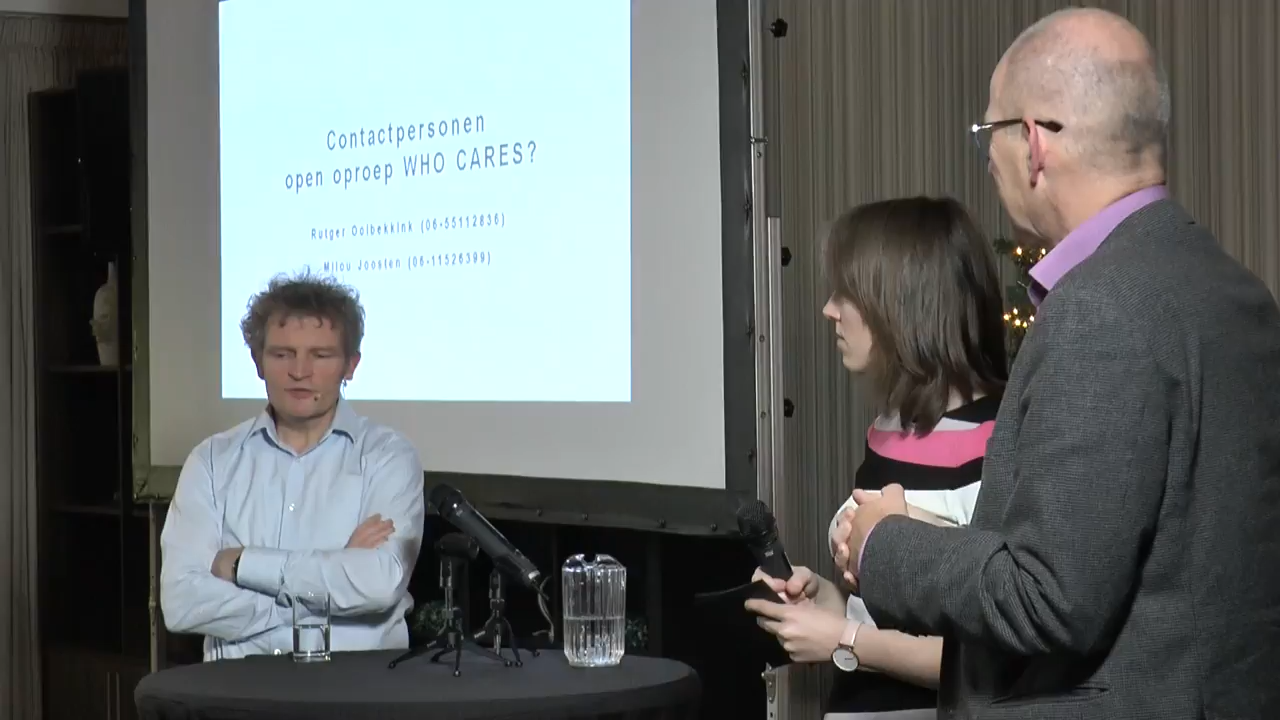 Contactpersonen
open oproep WHO CARES?
Rutger Oolbekkink (06-55112836)
Milou Joosten (06-11526399)